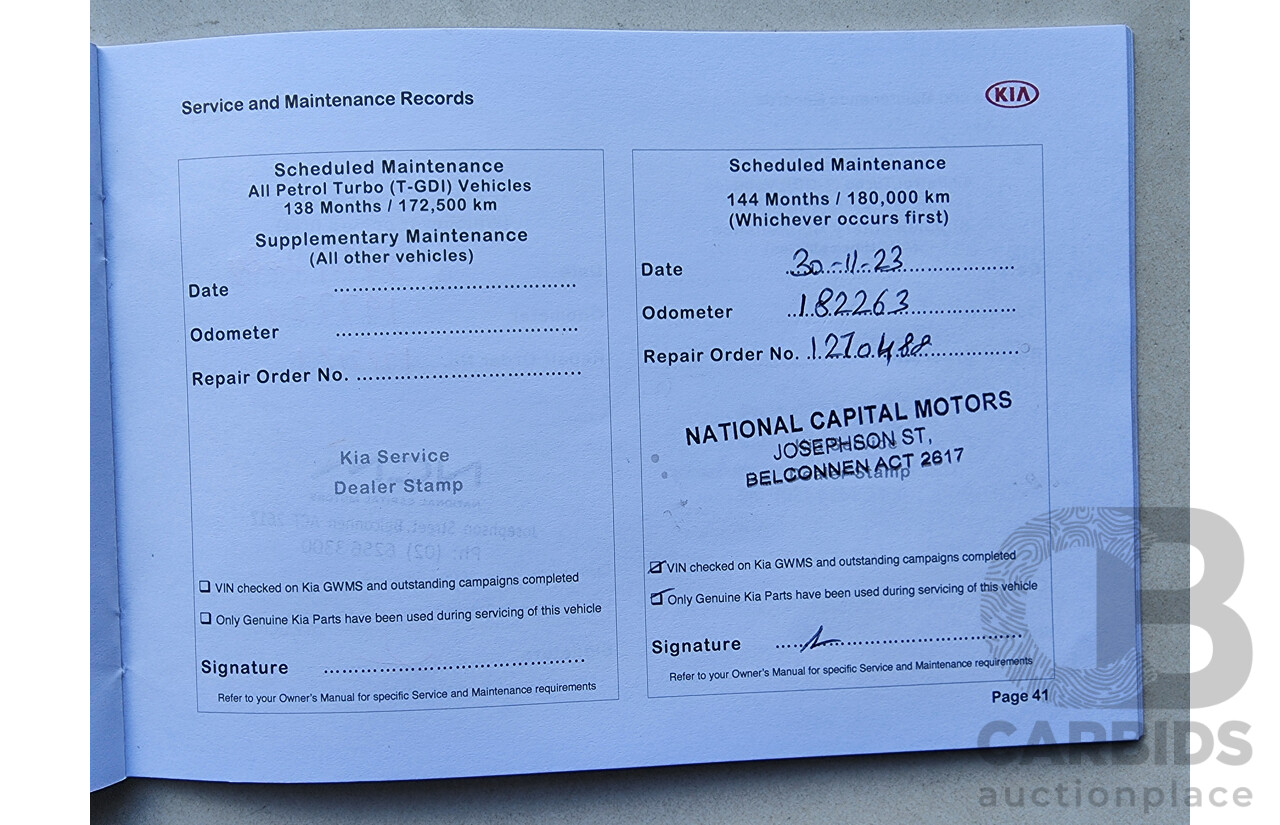 Service and Maintenance Records
KIA
Scheduled Maintenance
All Petrol Turbo (T-GDI) Vehicles
138 Months / 172,500 km
Supplementary Maintenance
(All other vehicles)
Date
Odometer
Repair Order No.
Kia Service
Dealer Stamp
VIN checked on Kia GWMS and outstanding campaigns completed
Only Genuine Kia Parts have been used during servicing of this vehicle
Signature
Refer to your Owner's Manual for specific Service and Maintenance requirements
Scheduled Maintenance
144 Months / 180,000 km
(Whichever occurs first)
Date 30-11-23
Odometer 182263
Repair Order No. 1270488
NATIONAL CAPITAL MOTORS
JOSEPHSON ST,
BELCONNEN ACT 2617
Stamp
VIN checked on Kia GWMS and outstanding campaigns completed
Only Genuine Kia Parts have been used during servicing of this vehicle
Signature
Refer to your Owner's Manual for specific Service and Maintenance requirements
Page 41
CARBIDS
auctionplace